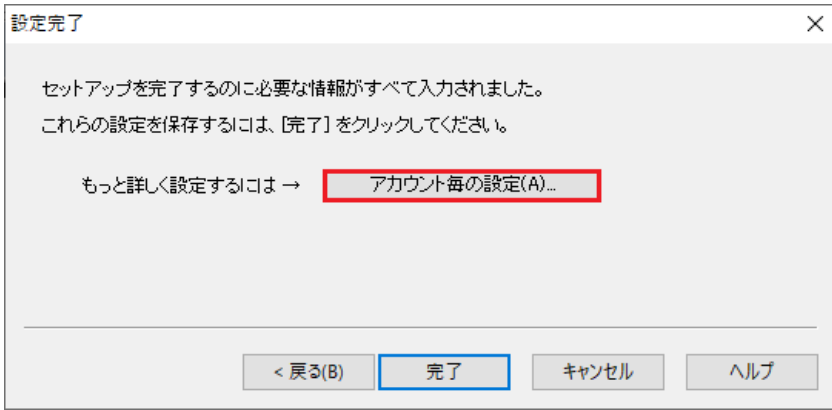 設定完了
セットアップを完了するのに必要な情報がすべて入力されました。
これらの設定を保存するには、[完了] をクリックしてください。
もっと詳しく設定するには → アカウント毎の設定(A)...
< 戻る(B) 完了 キャンセル ヘルプ